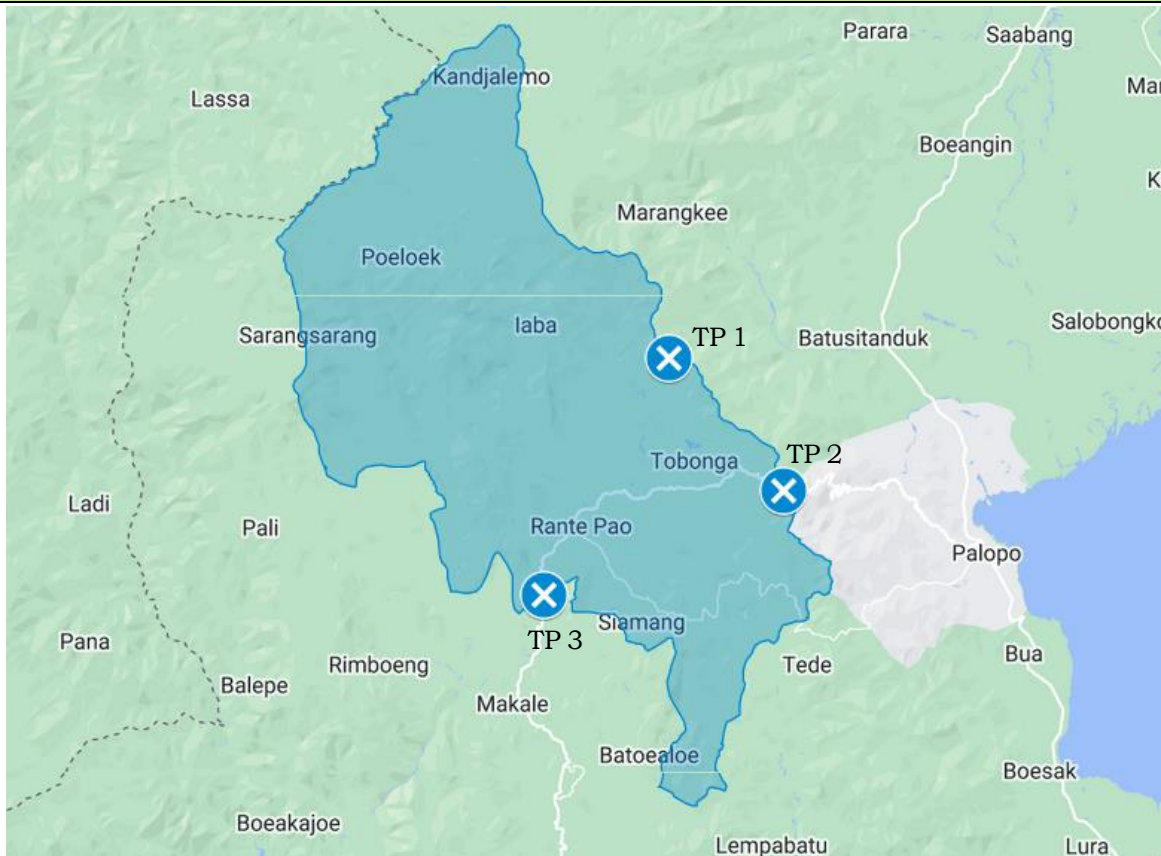 Parara
Saabang
Kandjalemo
Lassa
Boeangin
Marangkee
Poeloek
Iaba
Salobongko
Sarangsarang
TP 1
Batusitanduk
Tobonga
TP 2
Ladi
Pali
Rante Pao
Palopo
Siamang
TP 3
Pana
Rimboeng
Tede
Bua
Balepe
Makale
Batoealoe
Boesak
Boeakajoe
Lempabatu
Lura